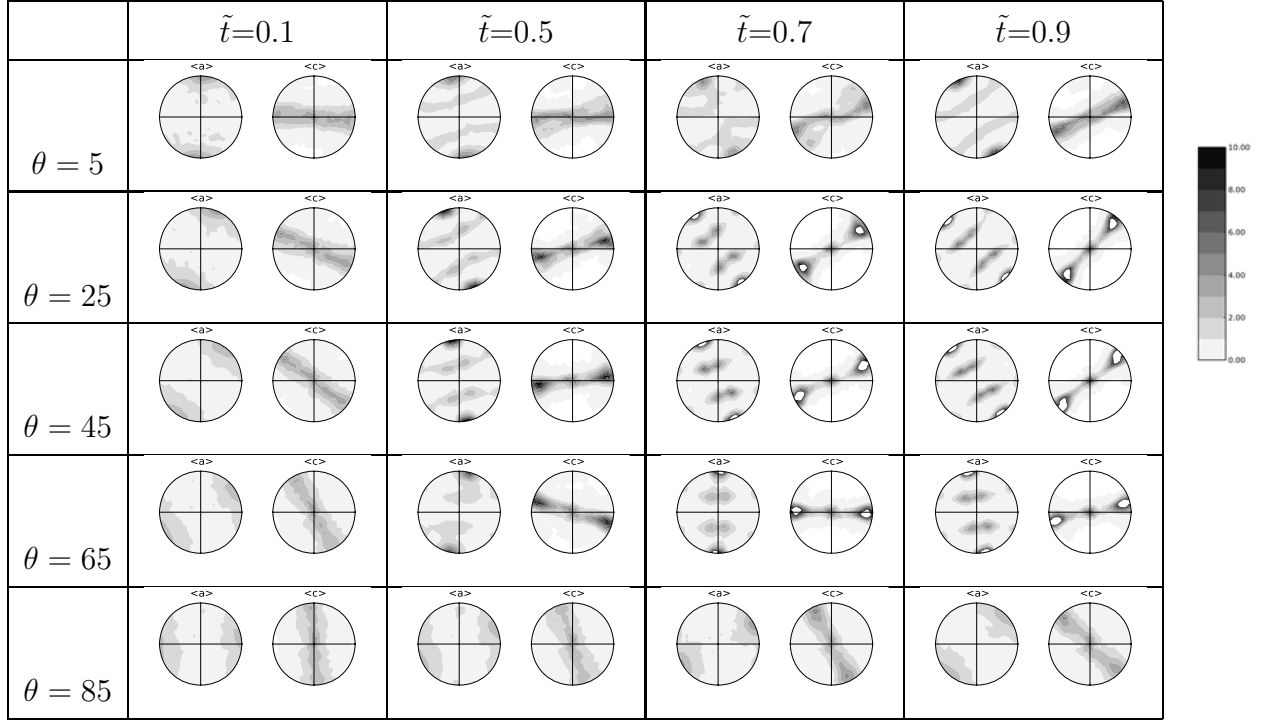 t̃=0.1 t̃=0.5 t̃=0.7 t̃=0.9
<a> <c> <a> <c> <a> <c> <a> <c>
θ = 5
10.00
8.00
6.00
4.00
2.00
0.00
<a> <c> <a> <c> <a> <c> <a> <c>
θ = 25
<a> <c> <a> <c> <a> <c> <a> <c>
θ = 45
<a> <c> <a> <c> <a> <c> <a> <c>
θ = 65
<a> <c> <a> <c> <a> <c> <a> <c>
θ = 85